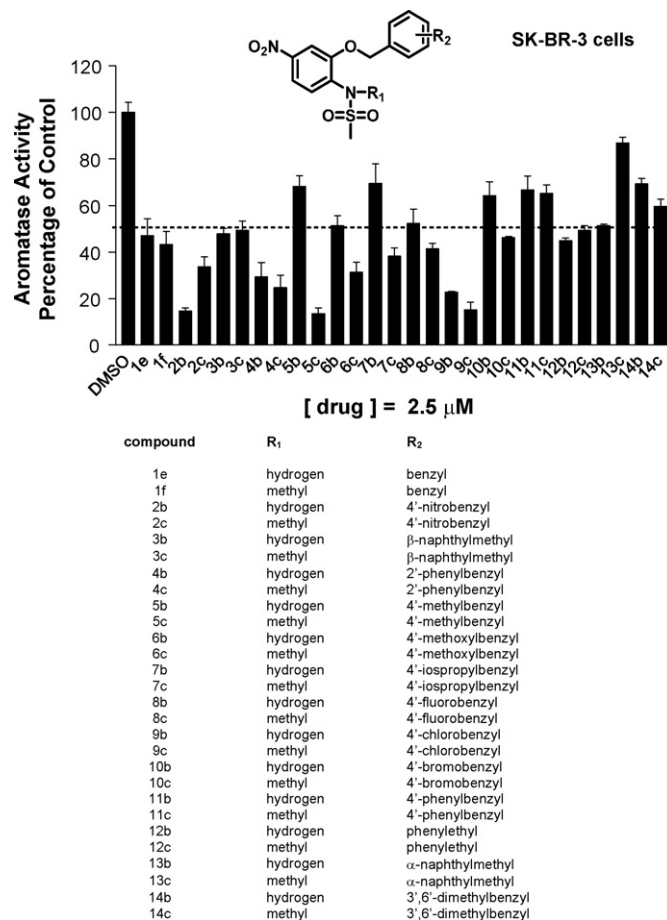 SK-BR-3 cells
O₂N
O
R₂
N
R₁
O=S=O
Aromatase Activity
Percentage of Control
120
100
80
60
40
20
0
DMSO 1e 1f 2b 2c 3b 3c 4b 4c 5b 5c 6b 6c 7b 7c 8b 8c 9b 9c 10b 10c 11b 11c 12b 12c 13b 13c 14b 14c
[ drug ] = 2.5 μM
compound R₁ R₂
1e hydrogen benzyl
1f methyl benzyl
2b hydrogen 4'-nitrobenzyl
2c methyl 4'-nitrobenzyl
3b hydrogen β-naphthylmethyl
3c methyl β-naphthylmethyl
4b hydrogen 2'-phenylbenzyl
4c methyl 2'-phenylbenzyl
5b hydrogen 4'-methylbenzyl
5c methyl 4'-methylbenzyl
6b hydrogen 4'-methoxylbenzyl
6c methyl 4'-methoxylbenzyl
7b hydrogen 4'-iospropylbenzyl
7c methyl 4'-iospropylbenzyl
8b hydrogen 4'-fluorobenzyl
8c methyl 4'-fluorobenzyl
9b hydrogen 4'-chlorobenzyl
9c methyl 4'-chlorobenzyl
10b hydrogen 4'-bromobenzyl
10c methyl 4'-bromobenzyl
11b hydrogen 4'-phenylbenzyl
11c methyl 4'-phenylbenzyl
12b hydrogen phenylethyl
12c methyl phenylethyl
13b hydrogen α-naphthylmethyl
13c methyl α-naphthylmethyl
14b hydrogen 3',6'-dimethylbenzyl
14c methyl 3',6'-dimethylbenzyl